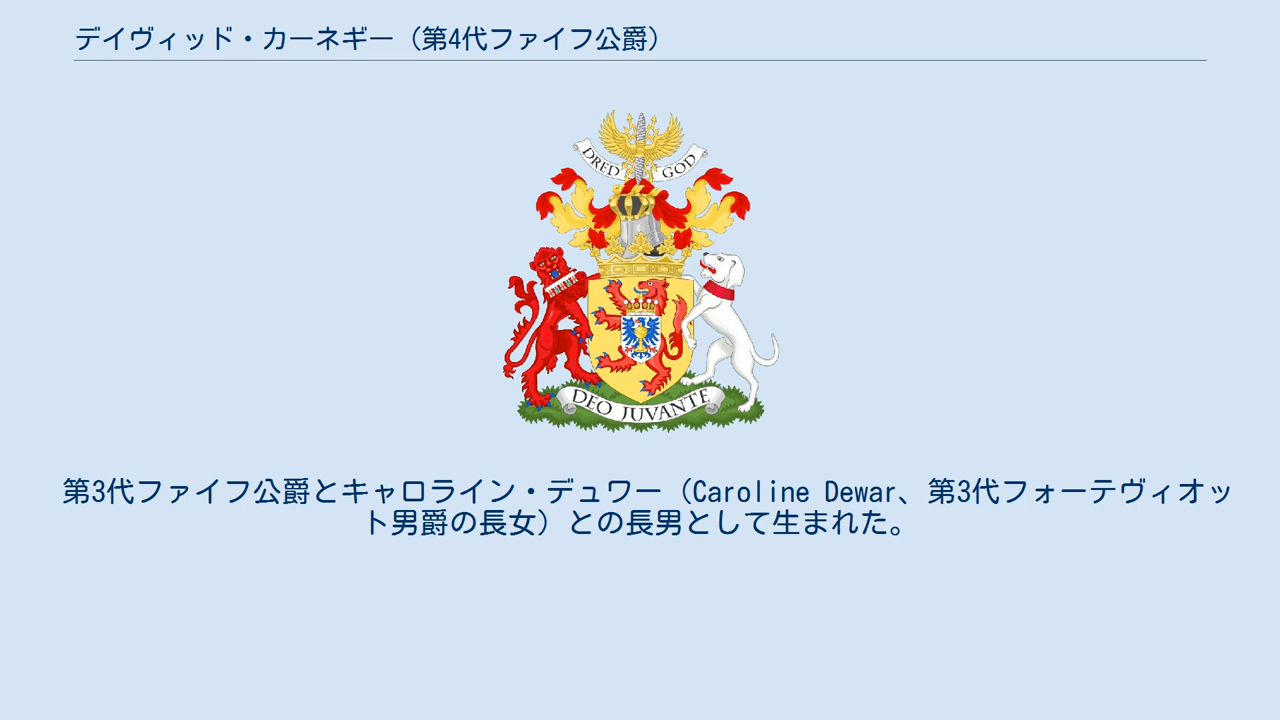 デイヴィッド・カーネギー（第4代ファイフ公爵）
DRED GOD
DEO JUVANTE
第3代ファイフ公爵とキャロライン・デュワー（Caroline Dewar、第3代フォーテヴィオッ
ト男爵の長女）との長男として生まれた。